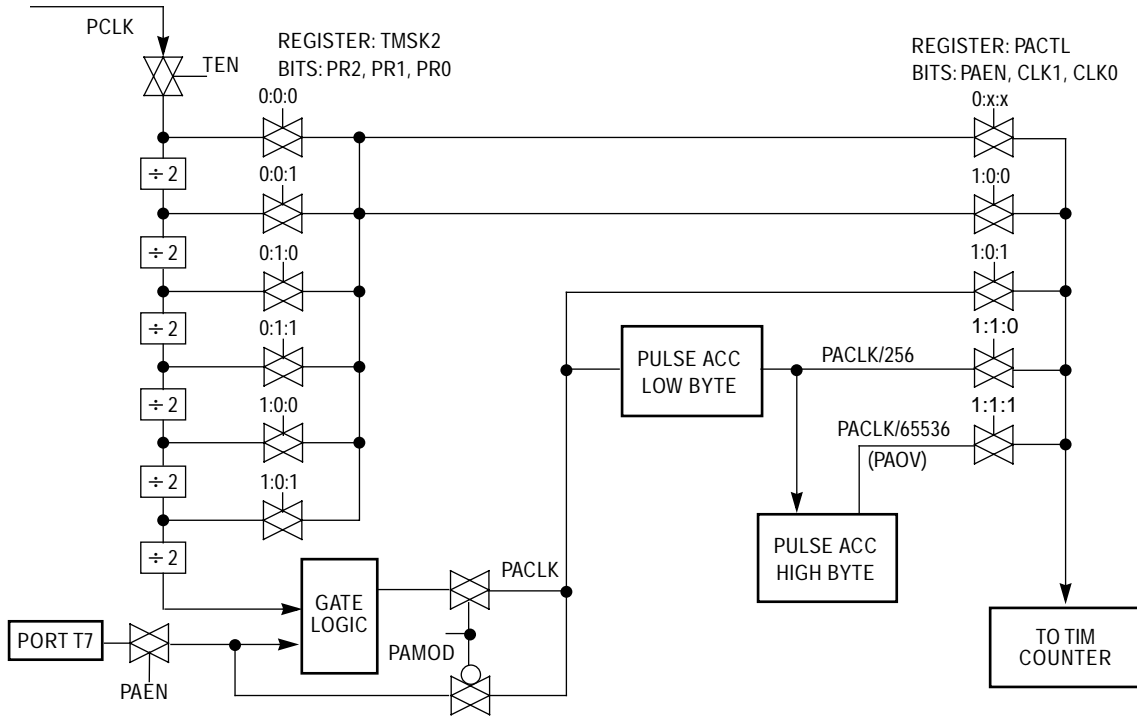 PCLK
TEN
REGISTER: TMSK2
BITS: PR2, PR1, PR0
REGISTER: PACTL
BITS: PAEN, CLK1, CLK0
0:0:0
0:x:x
÷ 2
0:0:1
1:0:0
÷ 2
0:1:0
1:0:1
÷ 2
0:1:1
1:1:0
PULSE ACC
LOW BYTE
PACLK/256
÷ 2
1:0:0
1:1:1
PACLK/65536
(PAOV)
÷ 2
1:0:1
÷ 2
PULSE ACC
HIGH BYTE
GATE
LOGIC
PACLK
PORT T7
PAEN
PAMOD
TO TIM
COUNTER